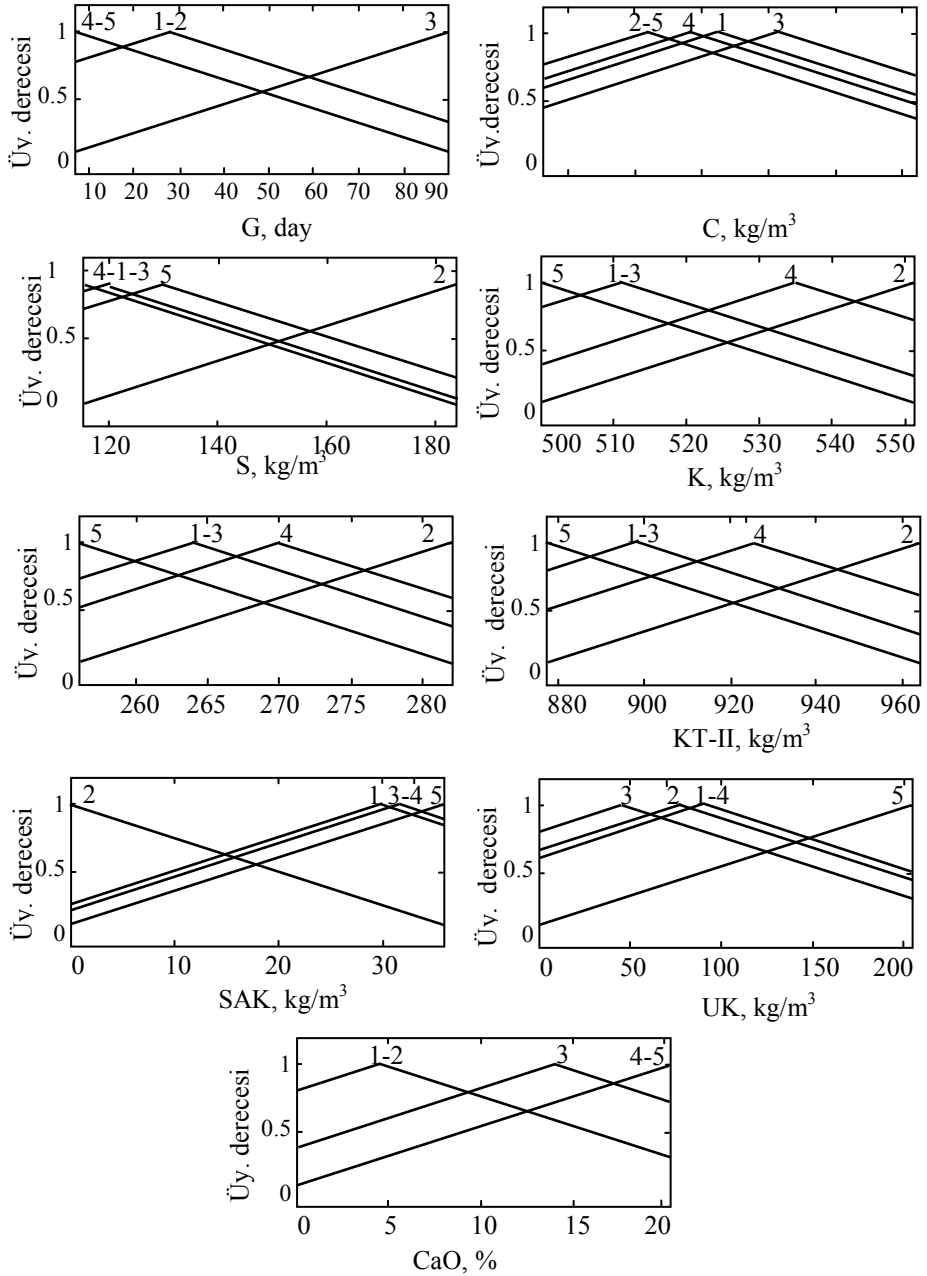 4-5 1-2 3
1
0.5
0
Üy. derecesi
10 20 30 40 50 60 70 80 90
G, day
2-5 4 1 3
1
0.5
0
Üy.derecesi
C, kg/m³
4-1-3 5 2
1
0.5
0
Üy. derecesi
120 140 160 180
S, kg/m³
5 1-3 4 2
1
0.5
0
Üy. derecesi
500 510 520 530 540 550
K, kg/m³
5 1-3 4 2
1
0.5
0
Üy. derecesi
260 265 270 275 280
5 1-3 4 2
1
0.5
0
Üy. derecesi
880 900 920 940 960
KT-II, kg/m³
2 1 3-4 5
1
0.5
0
Üy. derecesi
0 10 20 30
SAK, kg/m³
3 2 1-4 5
1
0.5
0
Üy. derecesi
0 50 100 150 200
UK, kg/m³
1-2 3 4-5
1
0.5
0
Üy. derecesi
0 5 10 15 20
CaO, %